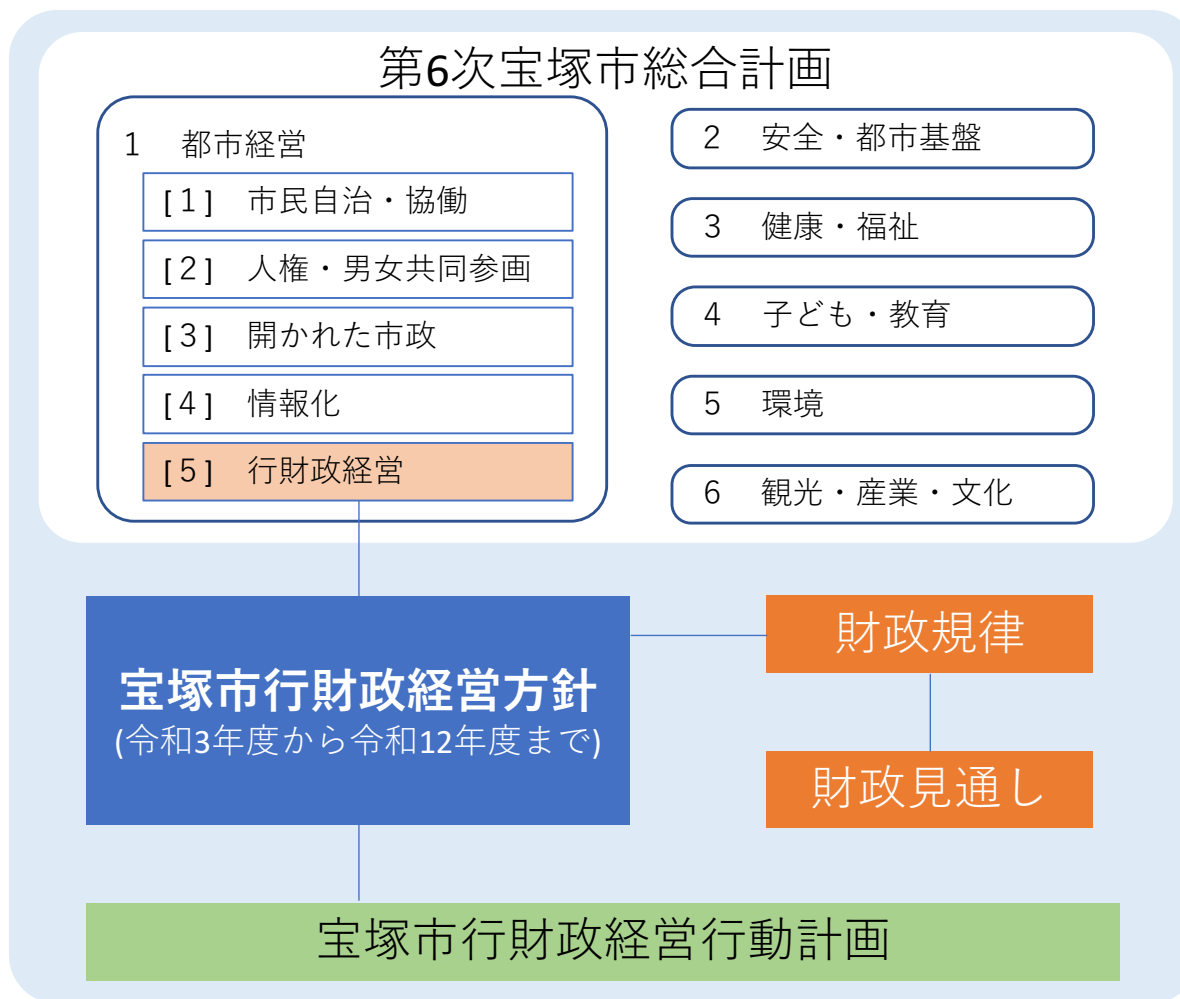 第6次宝塚市総合計画
1 都市経営
[1] 市民自治・協働
[2] 人権・男女共同参画
[3] 開かれた市政
[4] 情報化
[5] 行財政経営
2 安全・都市基盤
3 健康・福祉
4 子ども・教育
5 環境
6 観光・産業・文化
宝塚市行財政経営方針
(令和3年度から令和12年度まで)
財政規律
財政見通し
宝塚市行財政経営行動計画